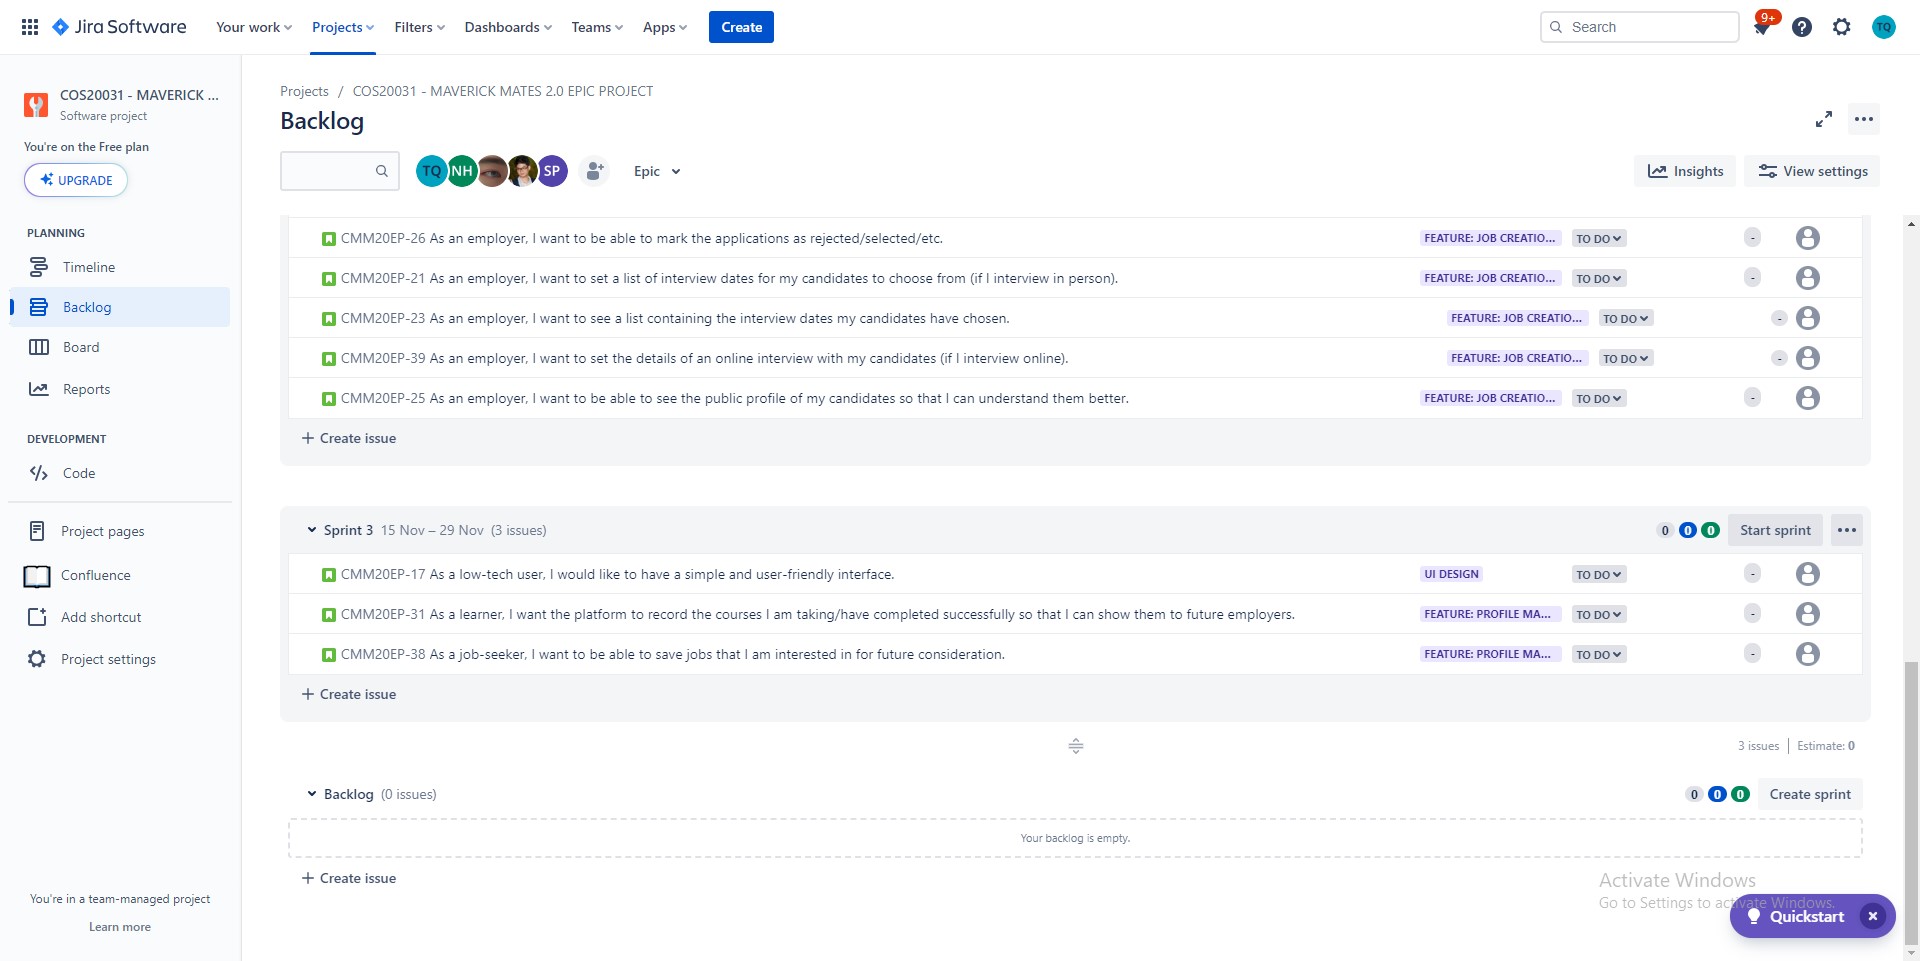 Jira Software Your work Projects Filters Dashboards Teams Apps Create Search 9+ TQ
COS20031 - MAVERICK ...
Software project
You're on the Free plan
UPGRADE
PLANNING
Timeline
Backlog
Board
Reports
DEVELOPMENT
Code
Project pages
Confluence
Add shortcut
Project settings
You're in a team-managed project
Learn more
Projects / COS20031 - MAVERICK MATES 2.0 EPIC PROJECT
Backlog
TQ NH SP Epic Insights View settings
CMM20EP-26 As an employer, I want to be able to mark the applications as rejected/selected/etc. FEATURE: JOB CREATIO... TO DO -
CMM20EP-21 As an employer, I want to set a list of interview dates for my candidates to choose from (if I interview in person). FEATURE: JOB CREATIO... TO DO -
CMM20EP-23 As an employer, I want to see a list containing the interview dates my candidates have chosen. FEATURE: JOB CREATIO... TO DO -
CMM20EP-39 As an employer, I want to set the details of an online interview with my candidates (if I interview online). FEATURE: JOB CREATIO... TO DO -
CMM20EP-25 As an employer, I want to be able to see the public profile of my candidates so that I can understand them better. FEATURE: JOB CREATIO... TO DO -
+ Create issue
Sprint 3 15 Nov – 29 Nov (3 issues) 0 0 0 Start sprint
CMM20EP-17 As a low-tech user, I would like to have a simple and user-friendly interface. UI DESIGN TO DO -
CMM20EP-31 As a learner, I want the platform to record the courses I am taking/have completed successfully so that I can show them to future employers. FEATURE: PROFILE MA... TO DO -
CMM20EP-38 As a job-seeker, I want to be able to save jobs that I am interested in for future consideration. FEATURE: PROFILE MA... TO DO -
+ Create issue
3 issues Estimate: 0
Backlog (0 issues) 0 0 0 Create sprint
Your backlog is empty.
+ Create issue
Activate Windows
Go to Settings to activate Windows.
Quickstart